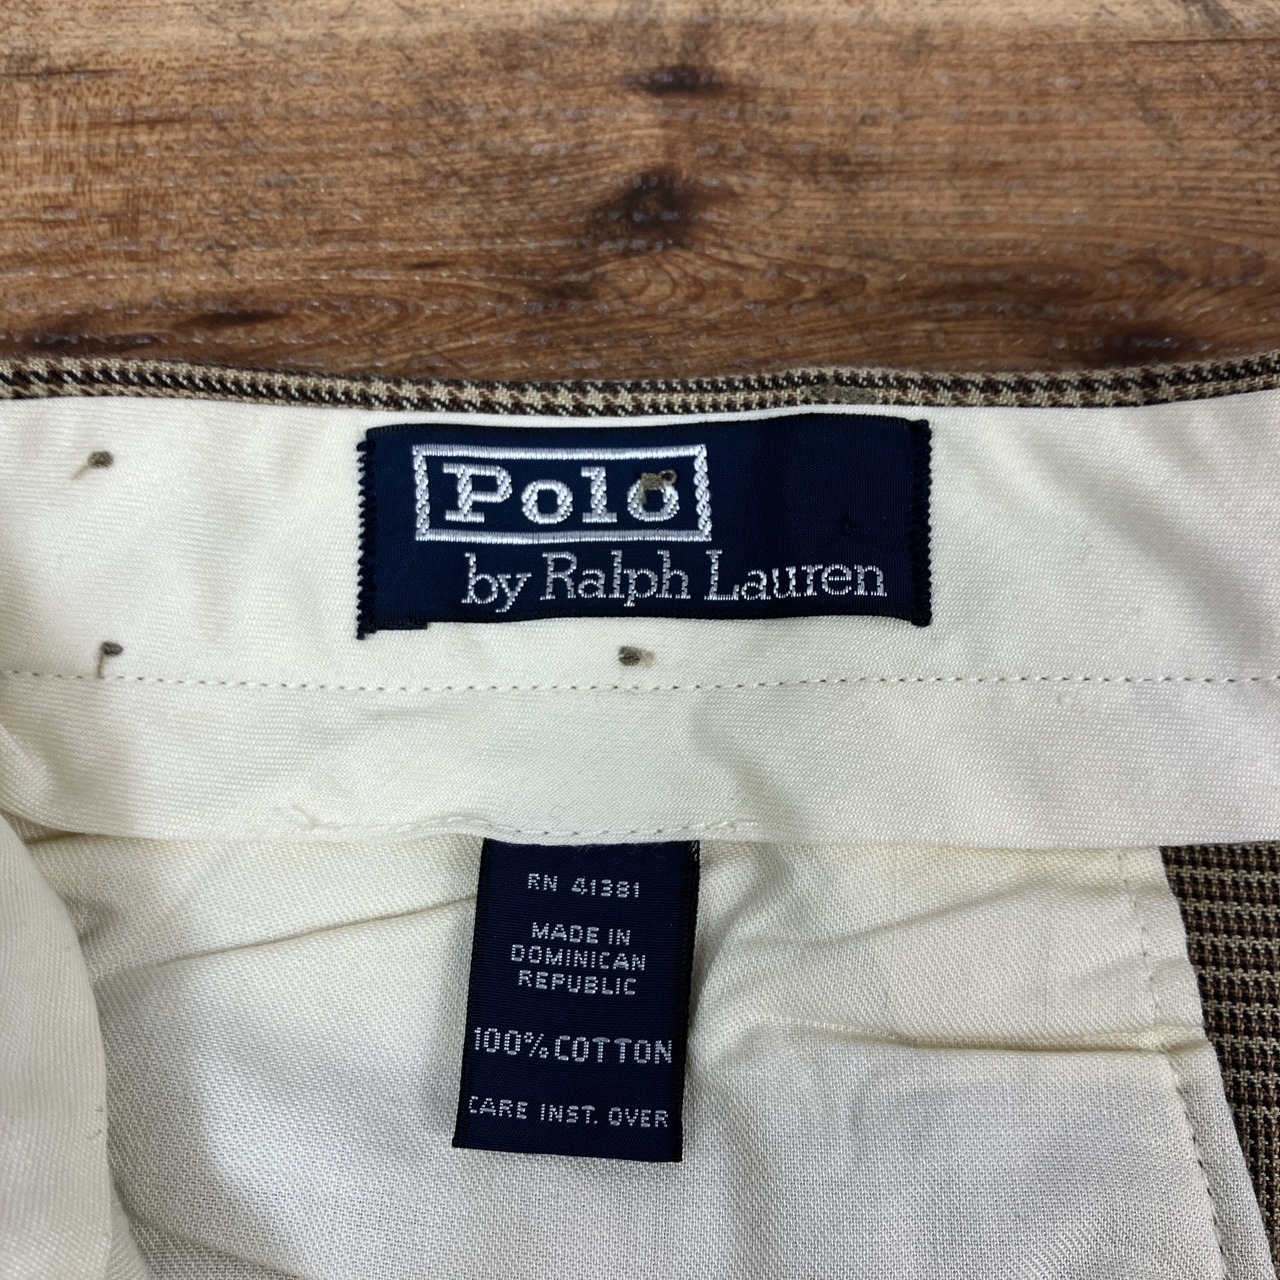 Polo
by Ralph Lauren
RN 41381
MADE IN
DOMINICAN
REPUBLIC
100% COTTON
CARE INST. OVER